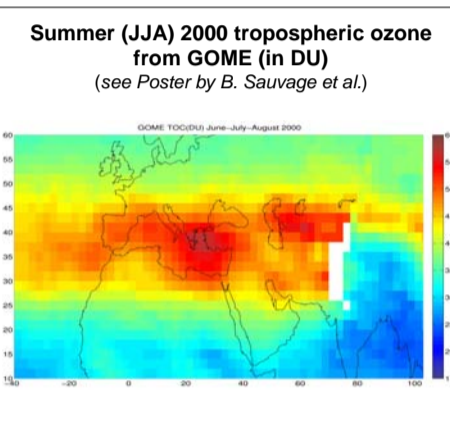 Summer (JJA) 2000 tropospheric ozone
from GOME (in DU)
(see Poster by B. Sauvage et al.)
GOME TOC(DU) June-July-August 2000
60
55
50
45
40
35
30
25
20
15
10
-40 -20 0 20 40 60 80 100